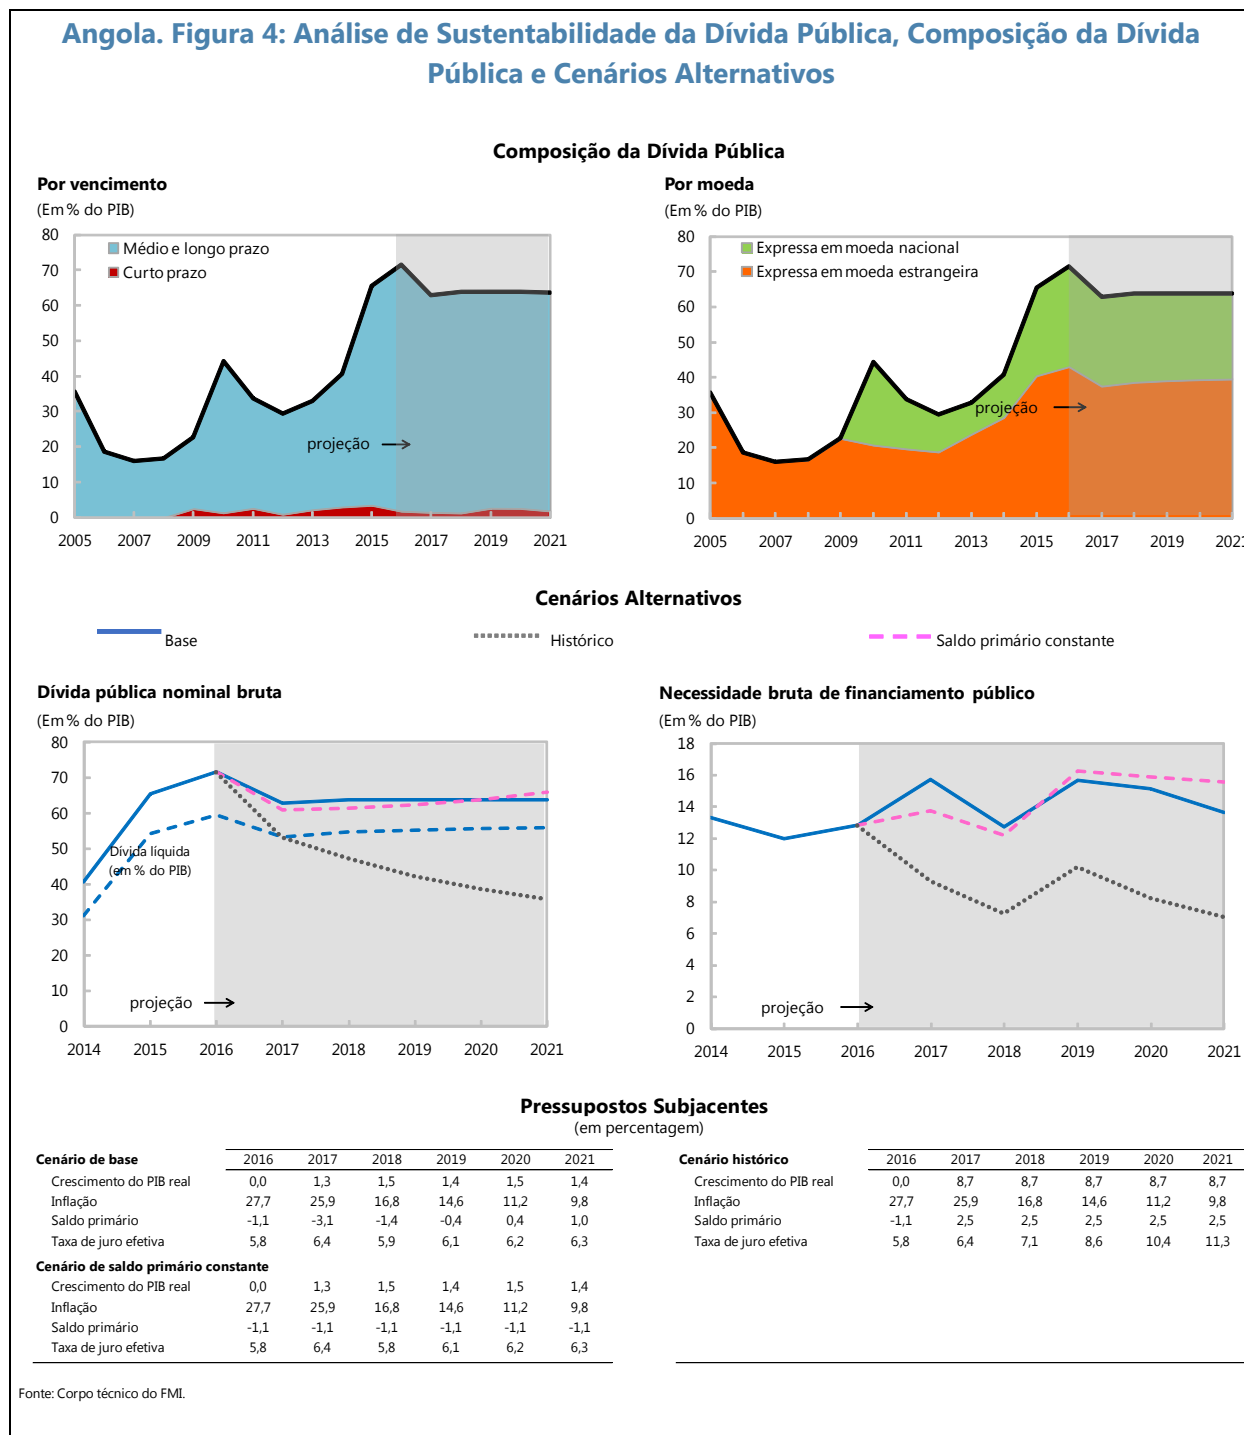 Angola. Figura 4: Análise de Sustentabilidade da Dívida Pública, Composição da Dívida
Pública e Cenários Alternativos
Composição da Dívida Pública
Por vencimento
(Em % do PIB)
80
70
60
50
40
30
20
10
0
Médio e longo prazo
Curto prazo
projeção
2005 2007 2009 2011 2013 2015 2017 2019 2021
Por moeda
(Em % do PIB)
80
70
60
50
40
30
20
10
0
Expressa em moeda nacional
Expressa em moeda estrangeira
projeção
2005 2007 2009 2011 2013 2015 2017 2019 2021
Cenários Alternativos
Base Histórico Saldo primário constante
Dívida pública nominal bruta
(Em % do PIB)
80
70
60
50
40
30
20
10
0
Dívida líquida
(em % do PIB)
projeção
2014 2015 2016 2017 2018 2019 2020 2021
Necessidade bruta de financiamento público
(Em % do PIB)
18
16
14
12
10
8
6
4
2
0
projeção
2014 2015 2016 2017 2018 2019 2020 2021
Pressupostos Subjacentes
(em percentagem)
Cenário de base 2016 2017 2018 2019 2020 2021
Crescimento do PIB real 0,0 1,3 1,5 1,4 1,5 1,4
Inflação 27,7 25,9 16,8 14,6 11,2 9,8
Saldo primário -1,1 -3,1 -1,4 -0,4 0,4 1,0
Taxa de juro efetiva 5,8 6,4 5,9 6,1 6,2 6,3
Cenário de saldo primário constante
Crescimento do PIB real 0,0 1,3 1,5 1,4 1,5 1,4
Inflação 27,7 25,9 16,8 14,6 11,2 9,8
Saldo primário -1,1 -1,1 -1,1 -1,1 -1,1 -1,1
Taxa de juro efetiva 5,8 6,4 5,8 6,1 6,2 6,3
Cenário histórico 2016 2017 2018 2019 2020 2021
Crescimento do PIB real 0,0 8,7 8,7 8,7 8,7 8,7
Inflação 27,7 25,9 16,8 14,6 11,2 9,8
Saldo primário -1,1 2,5 2,5 2,5 2,5 2,5
Taxa de juro efetiva 5,8 6,4 7,1 8,6 10,4 11,3
Fonte: Corpo técnico do FMI.